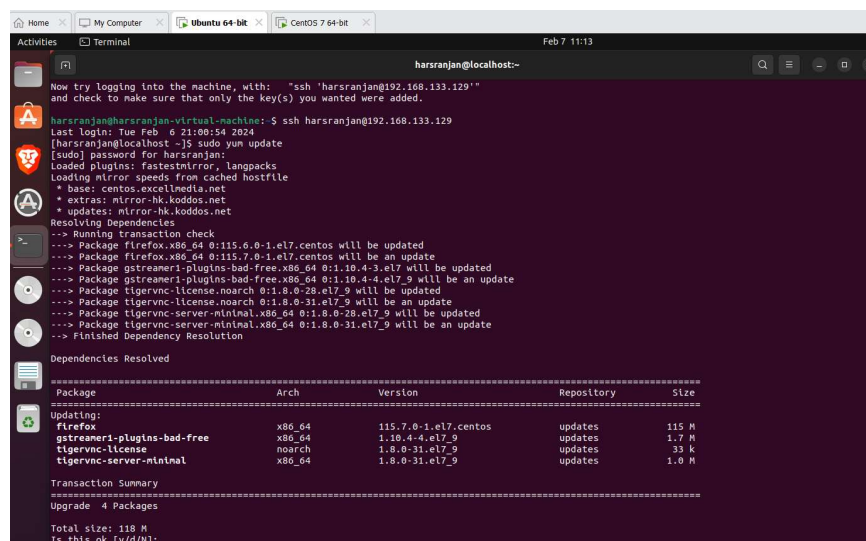 Home
My Computer
Ubuntu 64-bit
CentOS 7 64-bit
Activities
Terminal
Feb 7 11:13
harsranjan@localhost:~
Now try logging into the machine, with: "ssh 'harsranjan@192.168.133.129'"
and check to make sure that only the key(s) you wanted were added.
harsranjan@harsranjan-virtual-machine:~$ ssh harsranjan@192.168.133.129
Last login: Tue Feb 6 21:00:54 2024
[harsranjan@localhost ~]$ sudo yum update
[sudo] password for harsranjan:
Loaded plugins: fastestmirror, langpacks
Loading mirror speeds from cached hostfile
* base: centos.excellmedia.net
* extras: mirror-hk.koddos.net
* updates: mirror-hk.koddos.net
Resolving Dependencies
--> Running transaction check
---> Package firefox.x86_64 0:115.6.0-1.el7.centos will be updated
---> Package firefox.x86_64 0:115.7.0-1.el7.centos will be an update
---> Package gstreamer1-plugins-bad-free.x86_64 0:1.10.4-3.el7 will be updated
---> Package gstreamer1-plugins-bad-free.x86_64 0:1.10.4-4.el7_9 will be an update
---> Package tigervnc-license.noarch 0:1.8.0-28.el7_9 will be updated
---> Package tigervnc-license.noarch 0:1.8.0-31.el7_9 will be an update
---> Package tigervnc-server-minimal.x86_64 0:1.8.0-28.el7_9 will be updated
---> Package tigervnc-server-minimal.x86_64 0:1.8.0-31.el7_9 will be an update
--> Finished Dependency Resolution
Dependencies Resolved
Package Arch Version Repository Size
Updating:
firefox x86_64 115.7.0-1.el7.centos updates 115 M
gstreamer1-plugins-bad-free x86_64 1.10.4-4.el7_9 updates 1.7 M
tigervnc-license noarch 1.8.0-31.el7_9 updates 33 k
tigervnc-server-minimal x86_64 1.8.0-31.el7_9 updates 1.0 M
Transaction Summary
Upgrade 4 Packages
Total size: 118 M
Is this ok [y/d/N]: